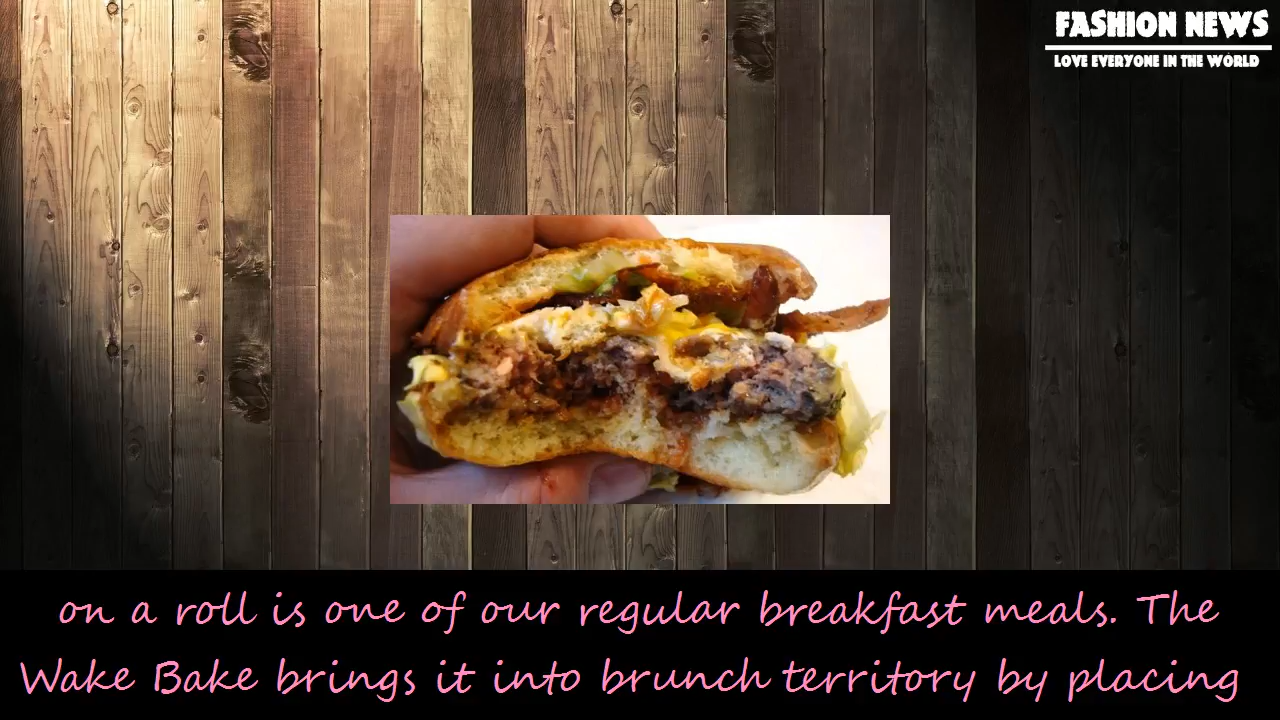 FASHION NEWS
LOVE EVERYONE IN THE WORLD
on a roll is one of our regular breakfast meals. The
Wake Bake brings it into brunch territory by placing